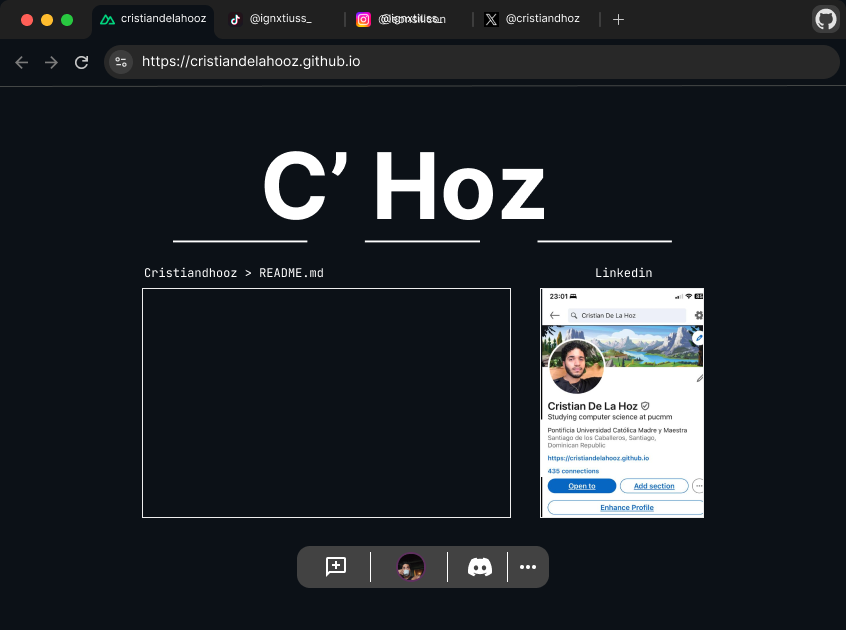 cristiandelahooz
@ignxtiuss_
@ignxtiuss_
@cristiandhoz
https://cristiandelahooz.github.io
C’ Hoz
Cristiandhooz > README.md
Linkedin
23:01
Cristian De La Hoz
Cristian De La Hoz
Studying computer science at pucmm
Pontificia Universidad Católica Madre y Maestra
Santiago de los Caballeros, Santiago,
Dominican Republic
https://cristiandelahooz.github.io
435 connections
Open to
Add section
Enhance Profile